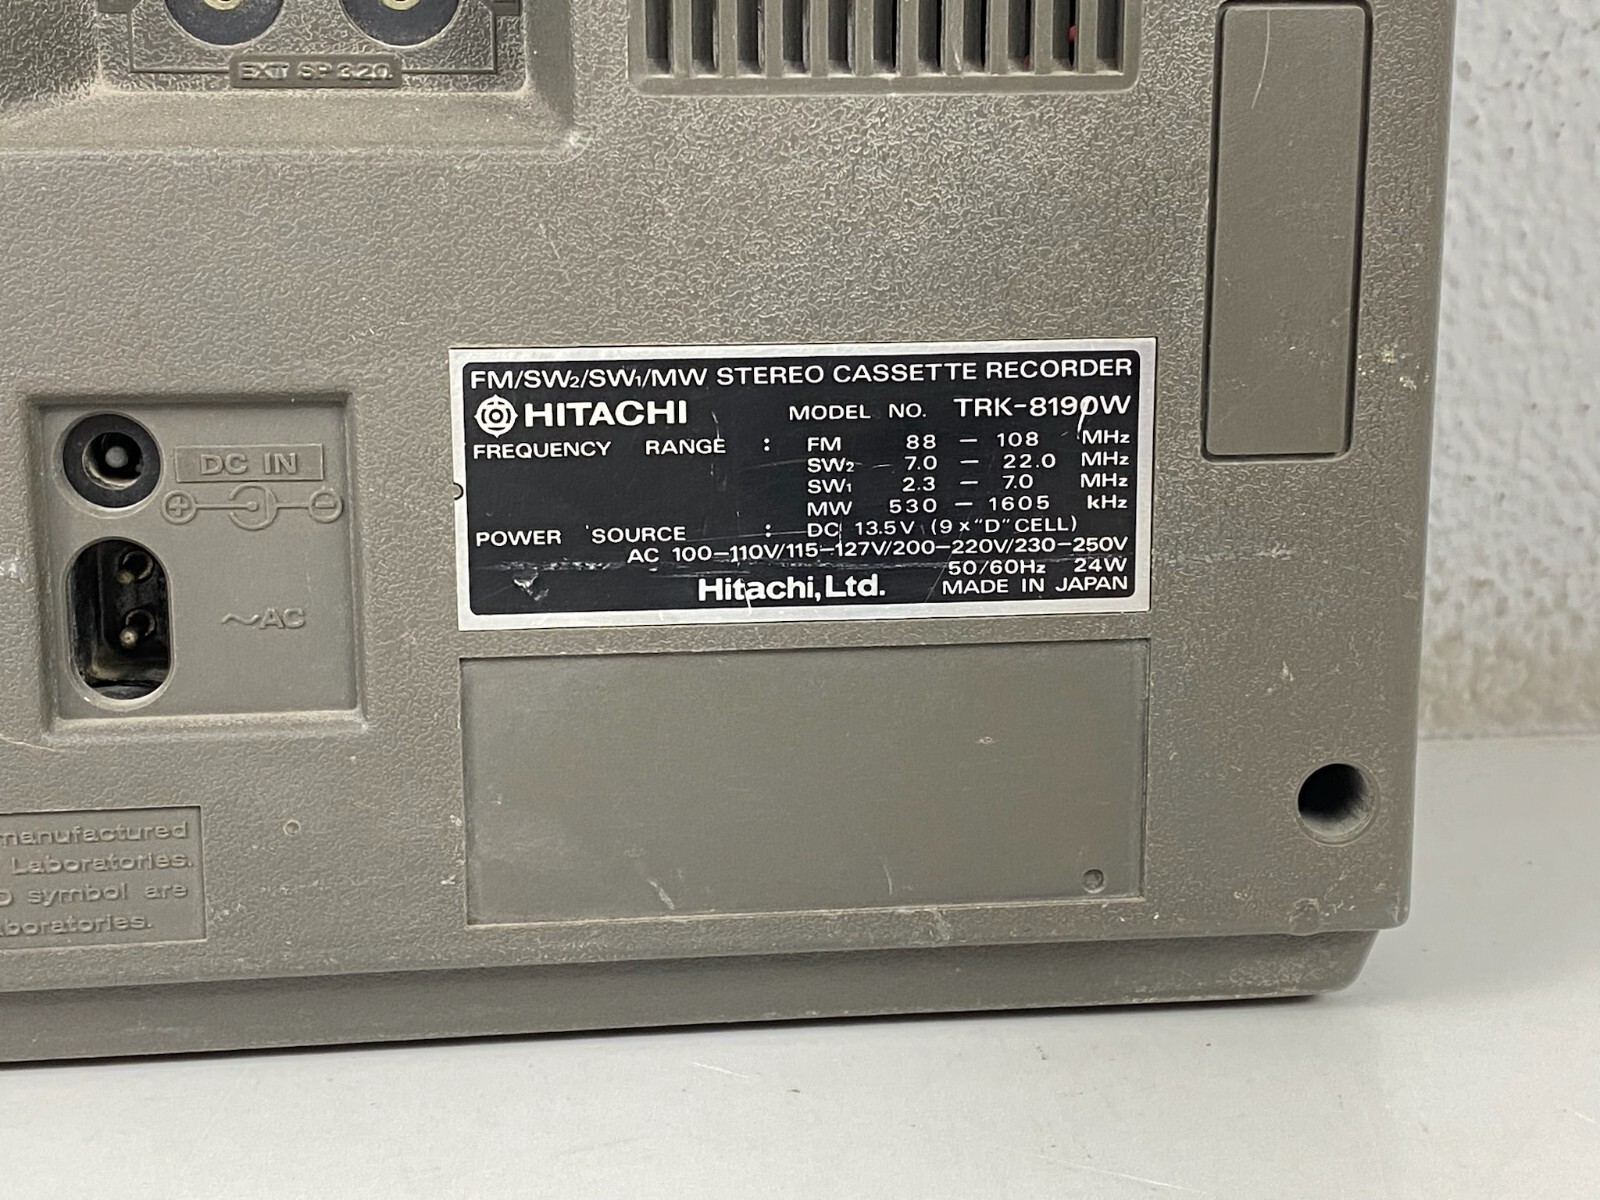 EXT SP 3.2Ω
FM/SW2/SW1/MW STEREO CASSETTE RECORDER
HITACHI MODEL NO. TRK-8190W
FREQUENCY RANGE : FM 88 — 108 MHz
SW2 7.0 — 22.0 MHz
SW1 2.3 — 7.0 MHz
MW 530 — 1605 kHz
POWER SOURCE : DC 13.5V (9 x "D" CELL)
AC 100—110V/115—127V/200—220V/230—250V
50/60Hz 24W
Hitachi, Ltd. MADE IN JAPAN
DC IN
+ −
~AC
manufactured
Laboratories.
symbol are